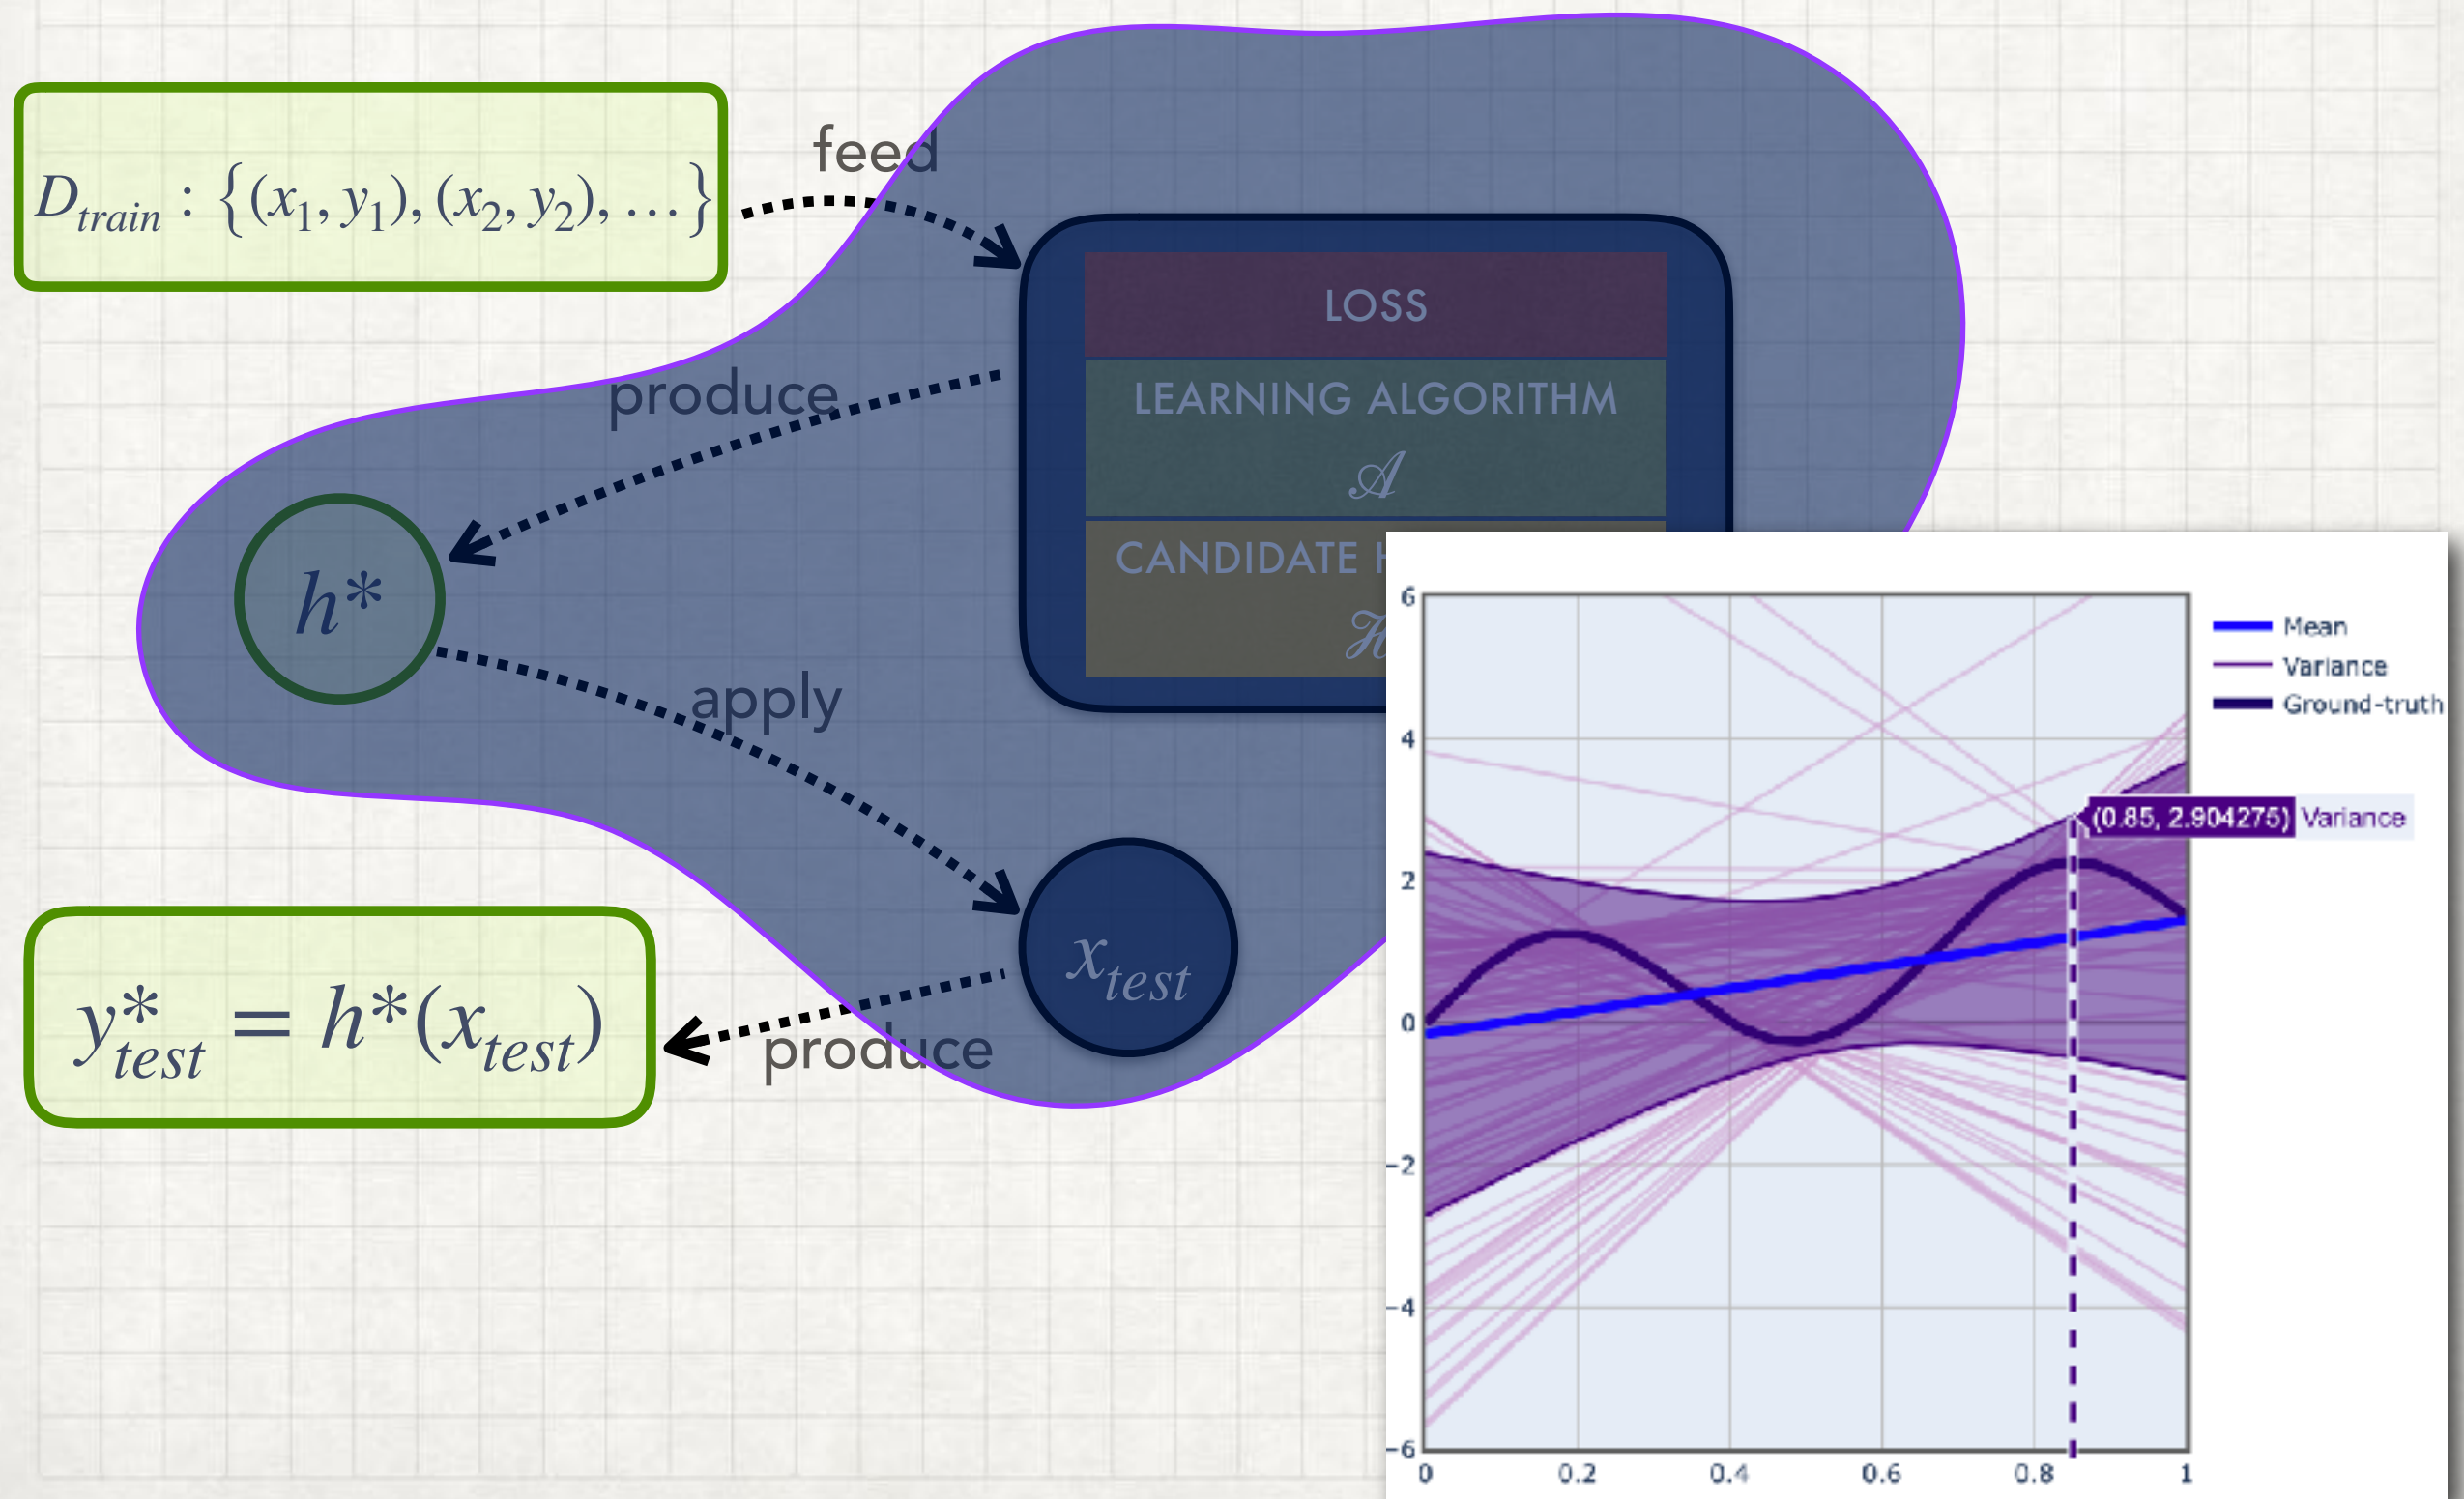 D_train : {(x_1, y_1), (x_2, y_2), …}
feed
LOSS
LEARNING ALGORITHM
𝒜
CANDIDATE H
ℋ
produce
h*
apply
x_test
produce
y*_test = h*(x_test)
6
4
2
0
−2
−4
−6
0 0.2 0.4 0.6 0.8 1
Mean
Variance
Ground-truth
(0.85, 2.904275) Variance